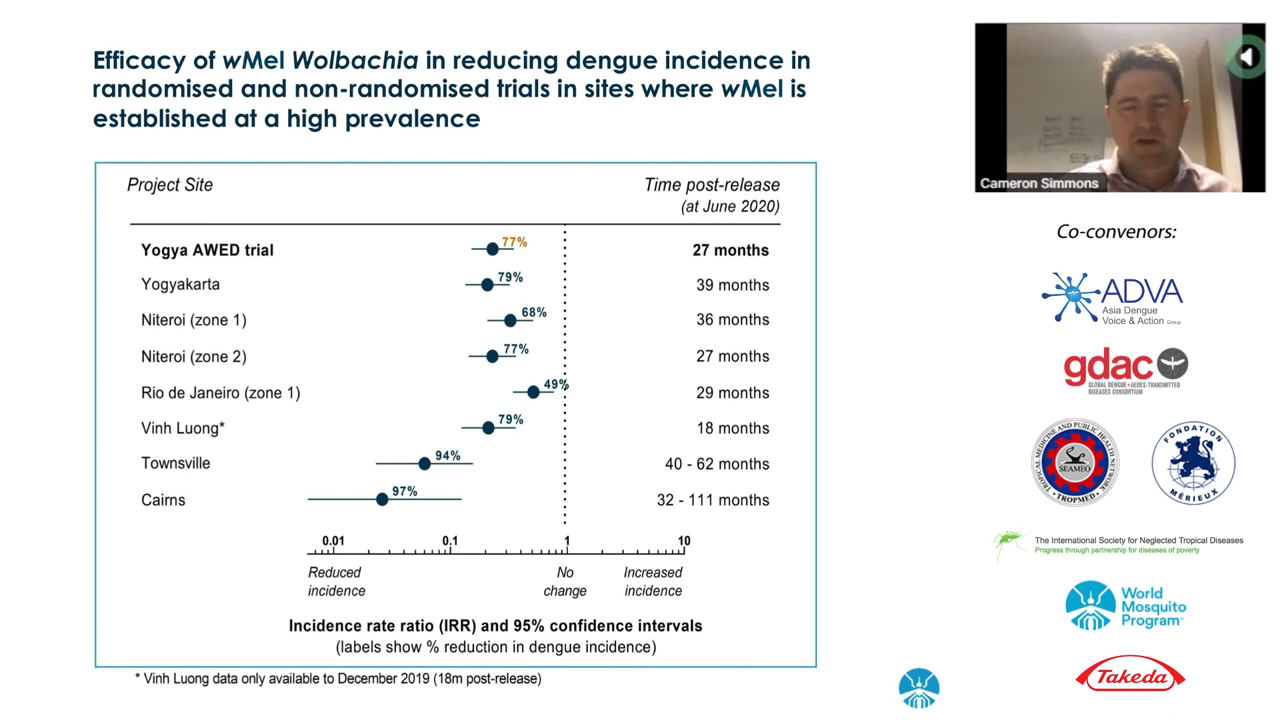 Efficacy of wMel Wolbachia in reducing dengue incidence in
randomised and non-randomised trials in sites where wMel is
established at a high prevalence
Project Site
Time post-release
(at June 2020)
Yogya AWED trial 77% 27 months
Yogyakarta 79% 39 months
Niteroi (zone 1) 68% 36 months
Niteroi (zone 2) 77% 27 months
Rio de Janeiro (zone 1) 49% 29 months
Vinh Luong* 79% 18 months
Townsville 94% 40 - 62 months
Cairns 97% 32 - 111 months
0.01 0.1 1 10
Reduced
incidence
No
change
Increased
incidence
Incidence rate ratio (IRR) and 95% confidence intervals
(labels show % reduction in dengue incidence)
* Vinh Luong data only available to December 2019 (18m post-release)
Cameron Simmons
Co-convenors:
ADVA
Asia Dengue
Voice & Action Group
gdac
GLOBAL DENGUE & AEDES-TRANSMITTED
DISEASES CONSORTIUM
TROPICAL MEDICINE AND PUBLIC HEALTH NETWORK
SEAMEO
• TROPMED •
FONDATION
MÉRIEUX
The International Society for Neglected Tropical Diseases
Progress through partnership for diseases of poverty
World
Mosquito
Program™
Takeda